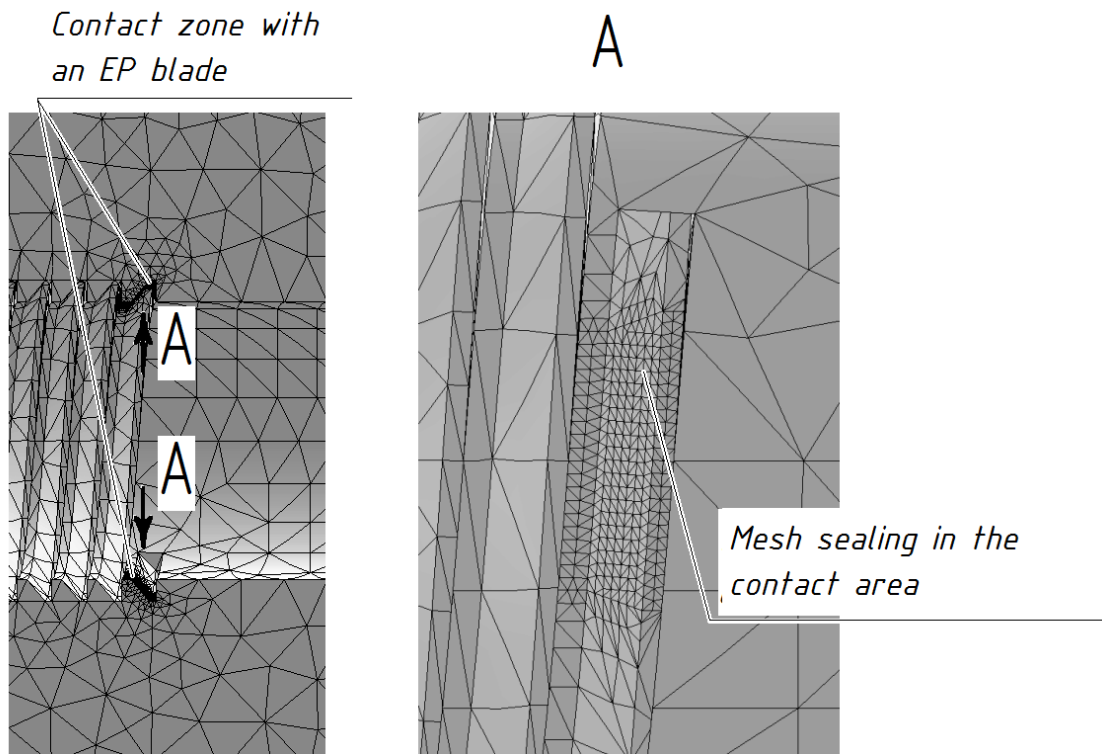 Contact zone with
an EP blade
A
A
A
Mesh sealing in the
contact area